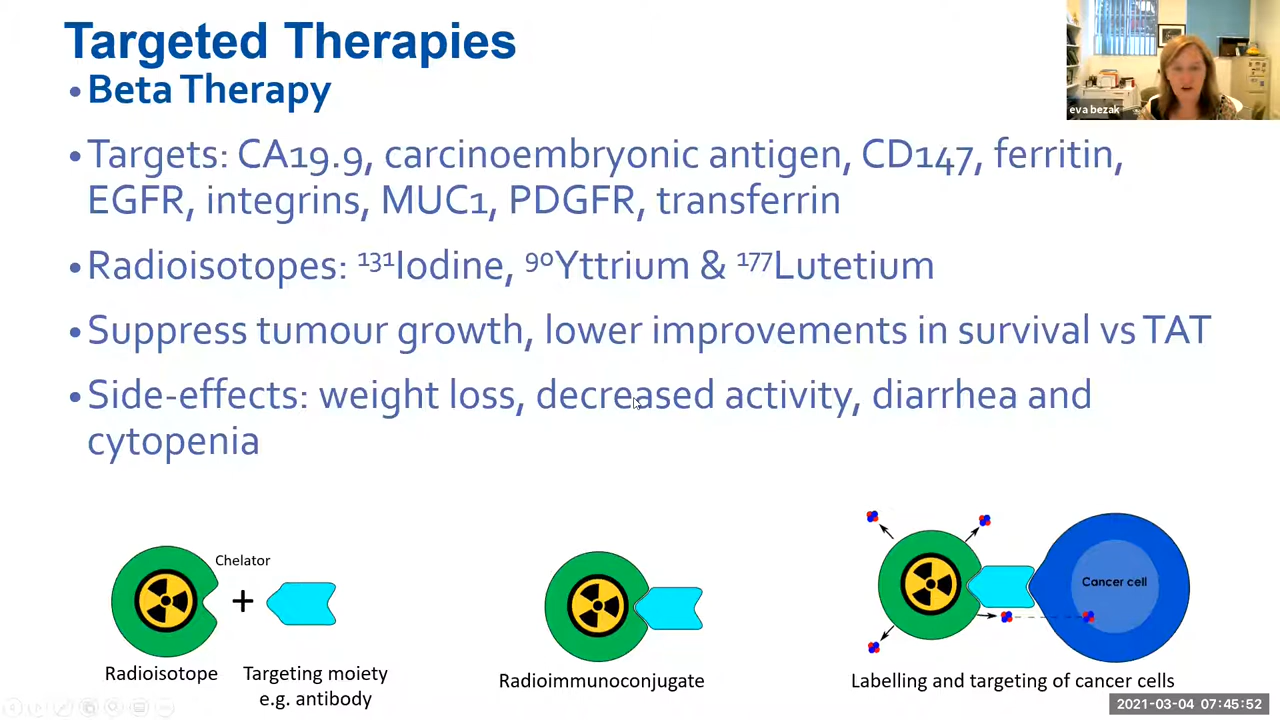 Targeted Therapies
• Beta Therapy
• Targets: CA19.9, carcinoembryonic antigen, CD147, ferritin,
EGFR, integrins, MUC1, PDGFR, transferrin
• Radioisotopes: ¹³¹Iodine, ⁹⁰Yttrium & ¹⁷⁷Lutetium
• Suppress tumour growth, lower improvements in survival vs TAT
• Side-effects: weight loss, decreased activity, diarrhea and
cytopenia
eva bezak
Chelator
+
Radioisotope
Targeting moiety
e.g. antibody
Radioimmunoconjugate
Cancer cell
Labelling and targeting of cancer cells
2021-03-04 07:45:52